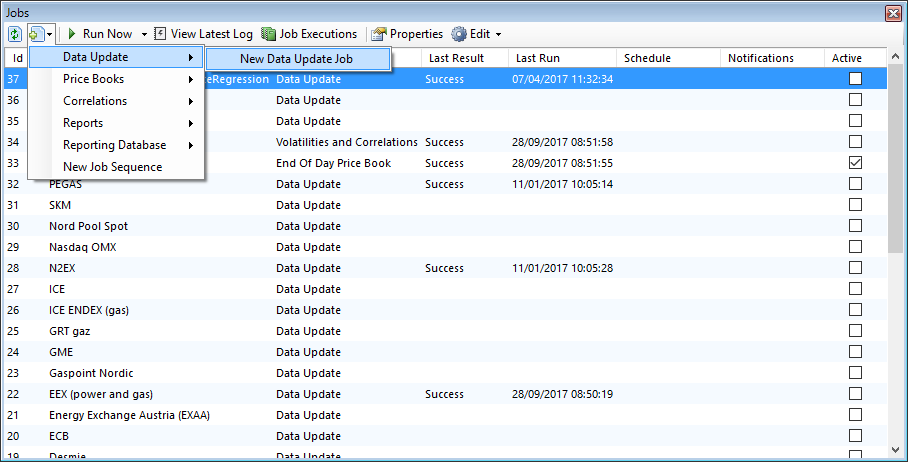 Jobs
Run Now View Latest Log Job Executions Properties Edit
Id Last Result Last Run Schedule Notifications Active
Data Update New Data Update Job
Price Books
Correlations
Reports
Reporting Database
New Job Sequence
37 eRegression Data Update Success 07/04/2017 11:32:34
36 Data Update
35 Data Update
34 Volatilities and Correlations Success 28/09/2017 08:51:58
33 End Of Day Price Book Success 28/09/2017 08:51:55
32 PEGAS Data Update Success 11/01/2017 10:05:14
31 SKM Data Update
30 Nord Pool Spot Data Update
29 Nasdaq OMX Data Update
28 N2EX Data Update Success 11/01/2017 10:05:28
27 ICE Data Update
26 ICE ENDEX (gas) Data Update
25 GRT gaz Data Update
24 GME Data Update
23 Gaspoint Nordic Data Update
22 EEX (power and gas) Data Update Success 28/09/2017 08:50:19
21 Energy Exchange Austria (EXAA) Data Update
20 ECB Data Update
19 Desmie Data Update